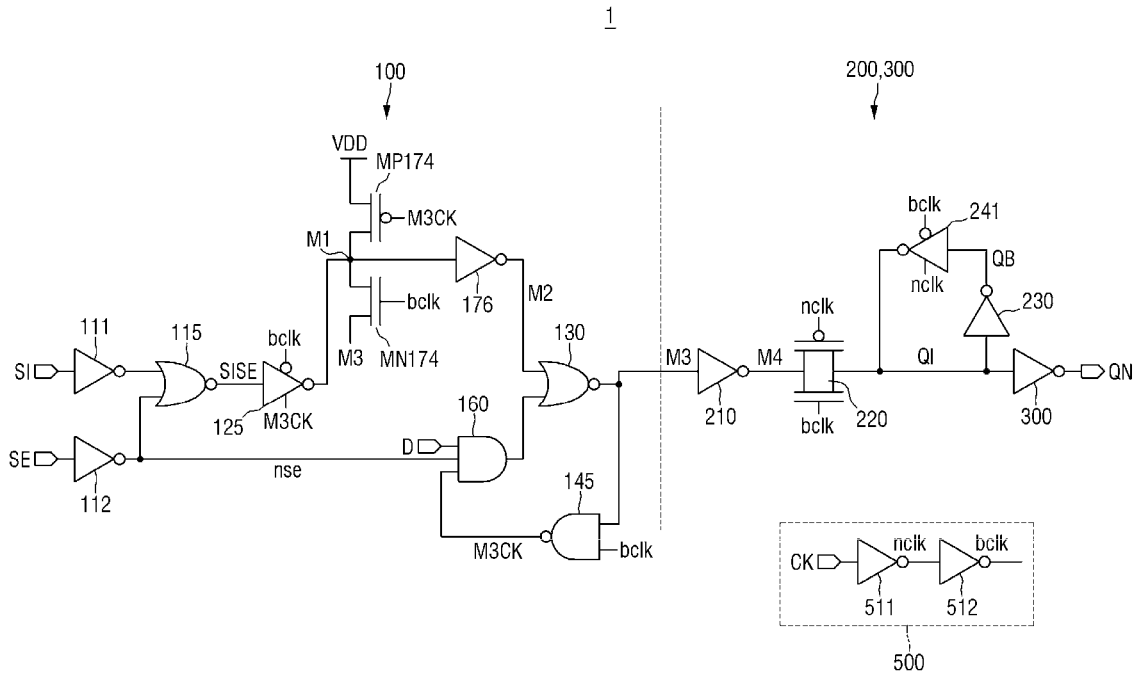 1
100
200,300
VDD
MP174
M3CK
M1
bclk
241
QB
nclk
176
M2
bclk
M3
MN174
230
111
115
bclk
130
nclk
SI
SISE
M3
M4
QI
QN
125
M3CK
210
220
bclk
300
160
D
SE
nse
112
145
M3CK
bclk
CK
nclk
bclk
511
512
500